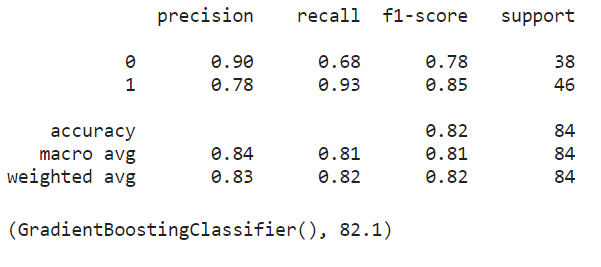 precision recall f1-score support
0 0.90 0.68 0.78 38
1 0.78 0.93 0.85 46
accuracy 0.82 84
macro avg 0.84 0.81 0.81 84
weighted avg 0.83 0.82 0.82 84
(GradientBoostingClassifier(), 82.1)